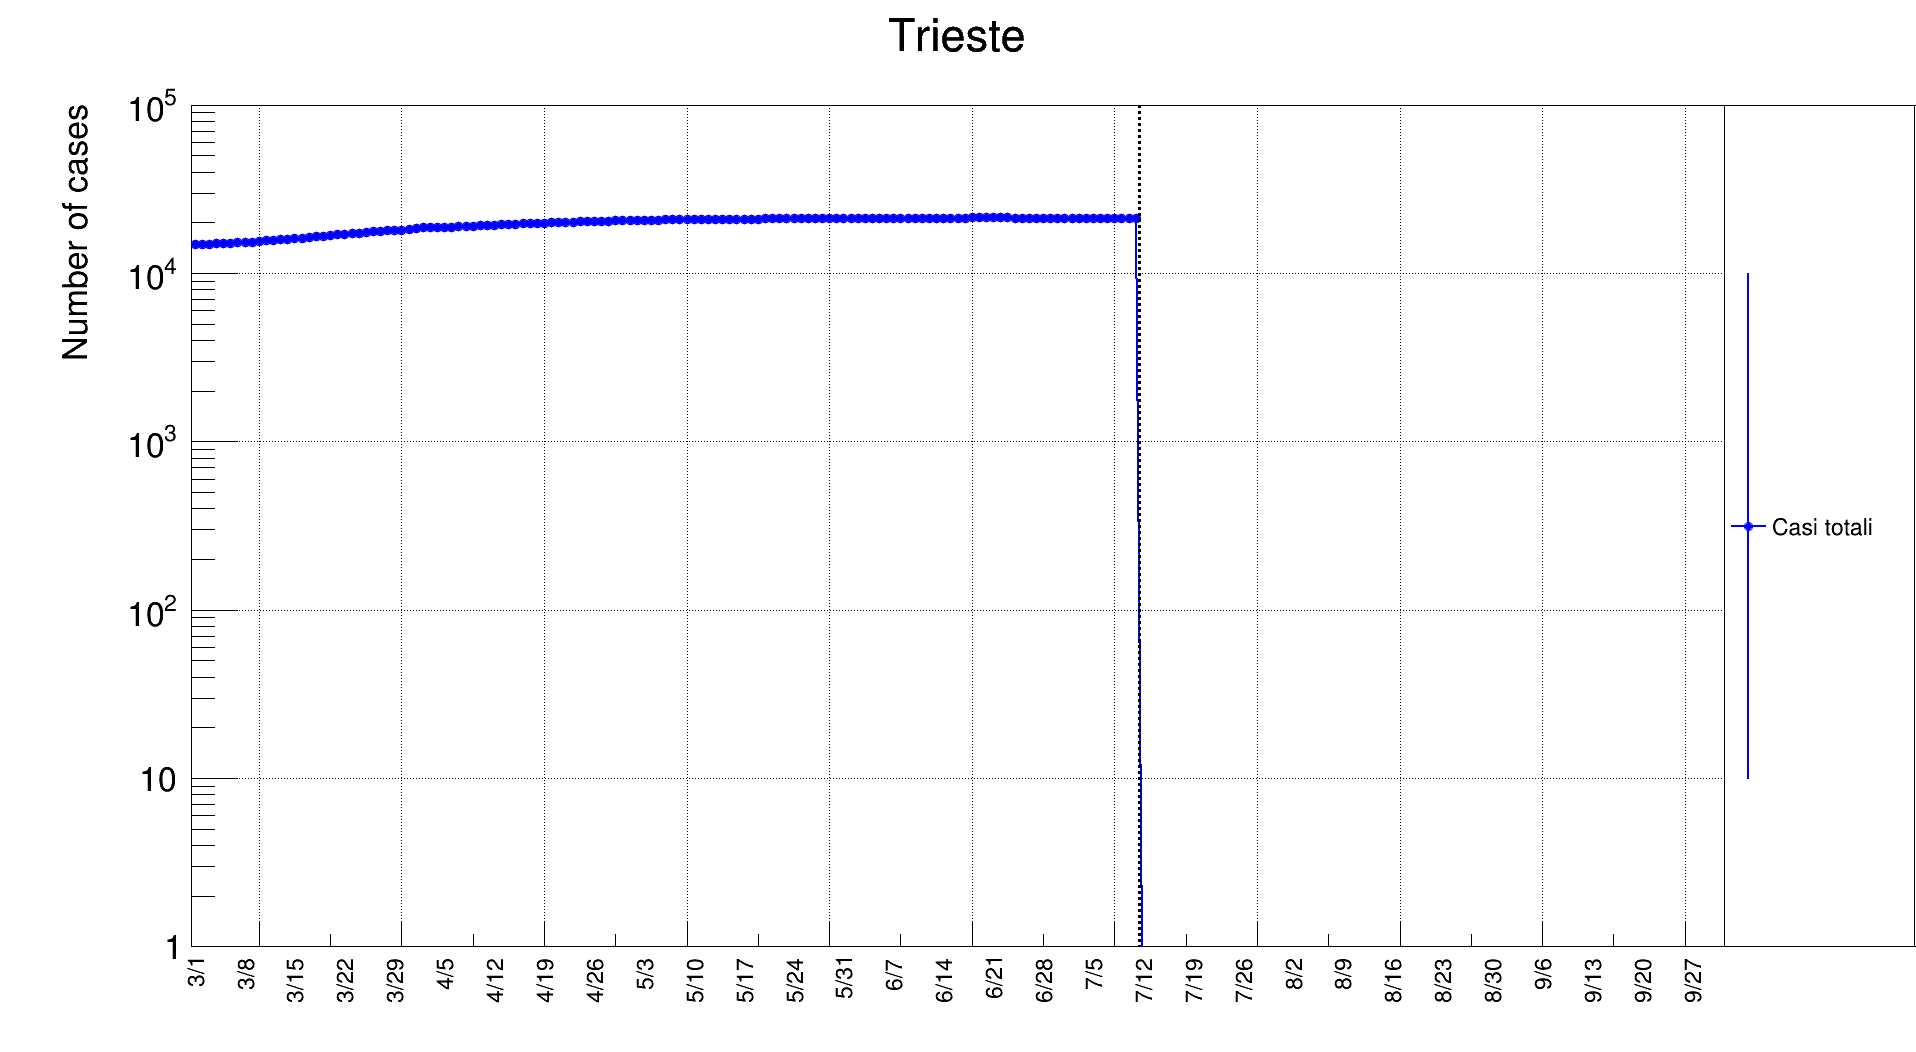 Trieste
Number of cases
10^5
10^4
10^3
10^2
10
1
3/1 3/8 3/15 3/22 3/29 4/5 4/12 4/19 4/26 5/3 5/10 5/17 5/24 5/31 6/7 6/14 6/21 6/28 7/5 7/12 7/19 7/26 8/2 8/9 8/16 8/23 8/30 9/6 9/13 9/20 9/27
Casi totali